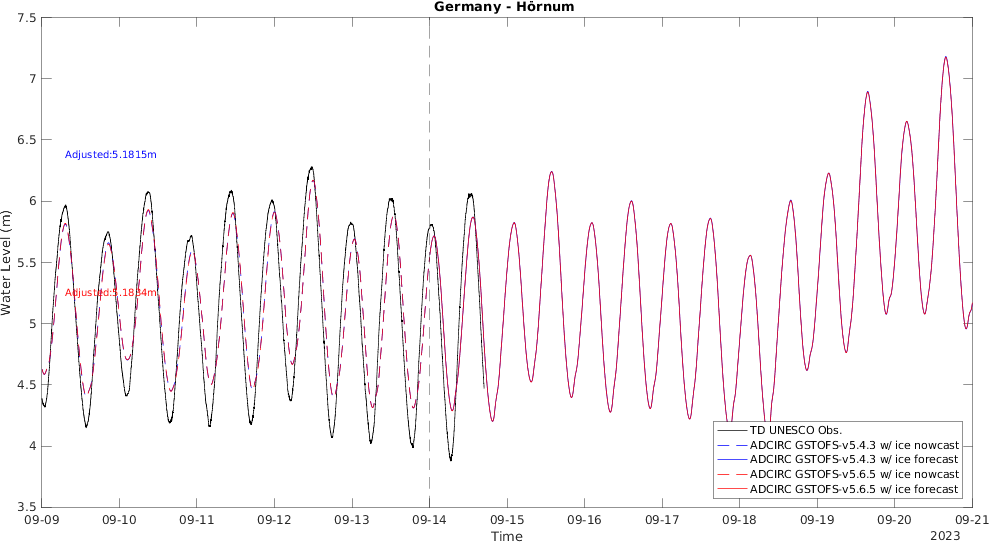 Germany - Hörnum
7.5
7
6.5
6
5.5
5
4.5
4
3.5
Water Level (m)
Adjusted:5.1815m
Adjusted:5.1834m
TD UNESCO Obs.
ADCIRC GSTOFS-v5.4.3 w/ ice nowcast
ADCIRC GSTOFS-v5.4.3 w/ ice forecast
ADCIRC GSTOFS-v5.6.5 w/ ice nowcast
ADCIRC GSTOFS-v5.6.5 w/ ice forecast
09-09 09-10 09-11 09-12 09-13 09-14 09-15 09-16 09-17 09-18 09-19 09-20 09-21
Time
2023